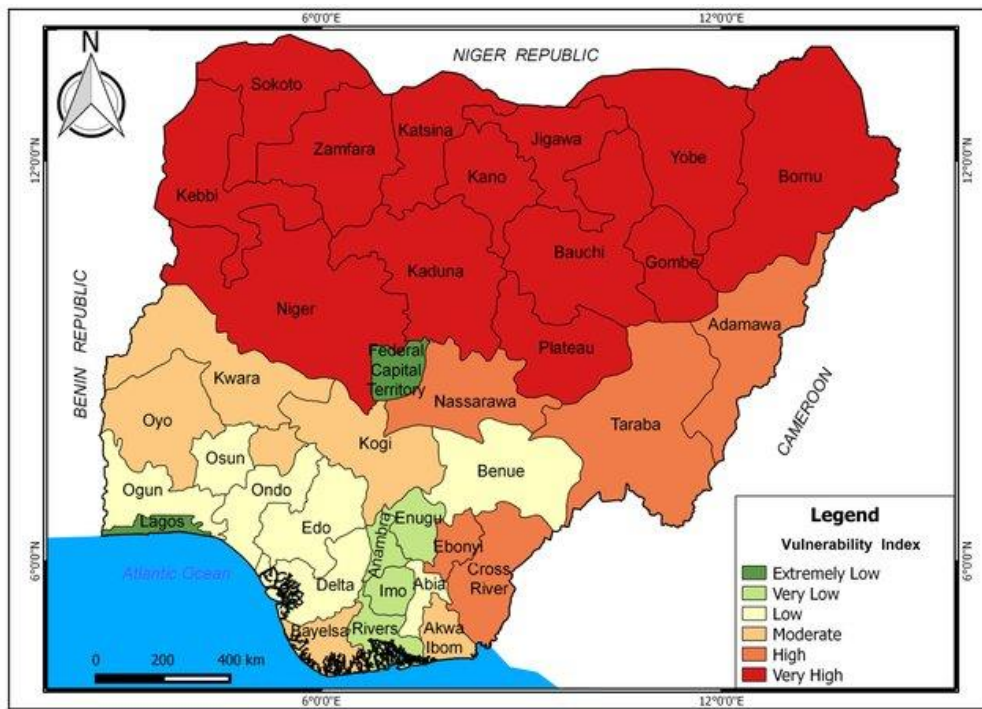 6°0'0"E
12°0'0"E
N
NIGER REPUBLIC
Sokoto
Katsina
Zamfara
Jigawa
Yobe
Kano
Bornu
12°0'0"N
12°0'0"N
Kebbi
Bauchi
Gombe
Kaduna
Niger
Adamawa
BENIN REPUBLIC
Federal
Capital
Territory
Plateau
Kwara
Nassarawa
Oyo
Taraba
CAMEROON
Kogi
Osun
Benue
Ogun
Ondo
Lagos
Edo
Enugu
Anambra
Ebonyi
6°0'0"N
6°0'0"N
Cross
River
Atlantic Ocean
Delta
Imo
Abia
Bayelsa
Rivers
Akwa
Ibom
0 200 400 km
Legend
Vulnerability Index
Extremely Low
Very Low
Low
Moderate
High
Very High
6°0'0"E
12°0'0"E